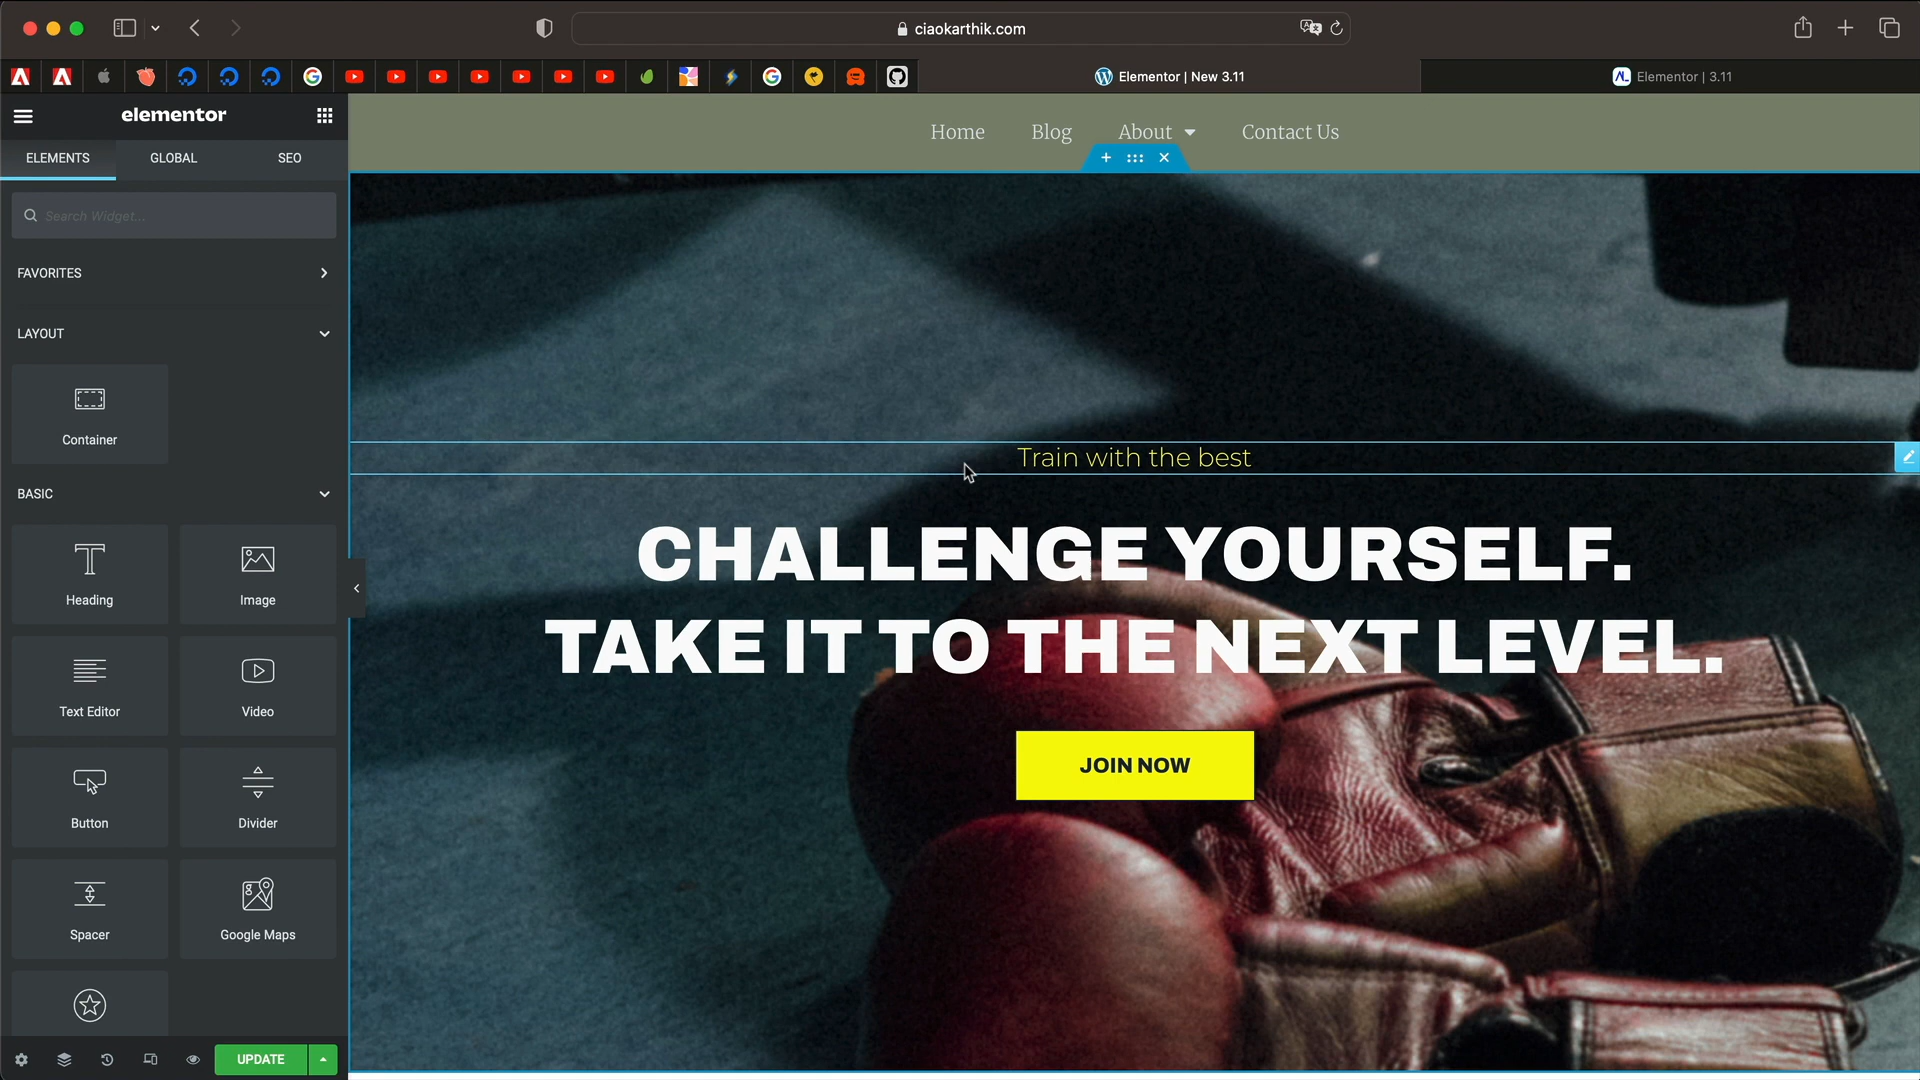 ciaokarthik.com
Elementor | New 3.11
Elementor | 3.11
elementor
ELEMENTS
GLOBAL
SEO
Search Widget...
FAVORITES
LAYOUT
Container
BASIC
Heading
Image
Text Editor
Video
Button
Divider
Spacer
Google Maps
UPDATE
Home
Blog
About
Contact Us
Train with the best
CHALLENGE YOURSELF.
TAKE IT TO THE NEXT LEVEL.
JOIN NOW